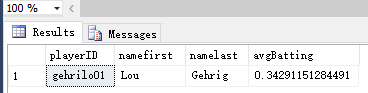 100 %
Results Messages
playerID namefirst namelast avgBatting
1 gehrilo01 Lou Gehrig 0.34291151284491